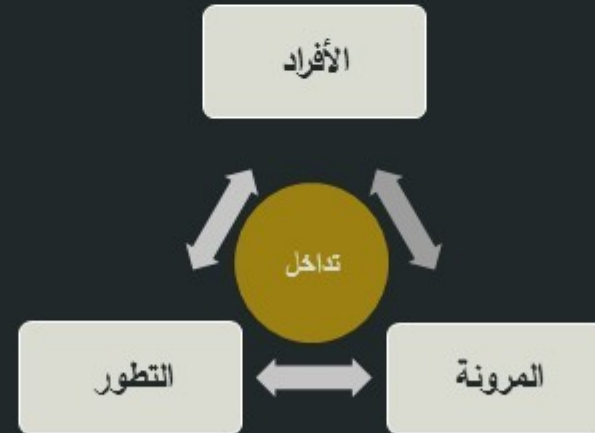 الأفراد
تداخل
المرونة
التطور